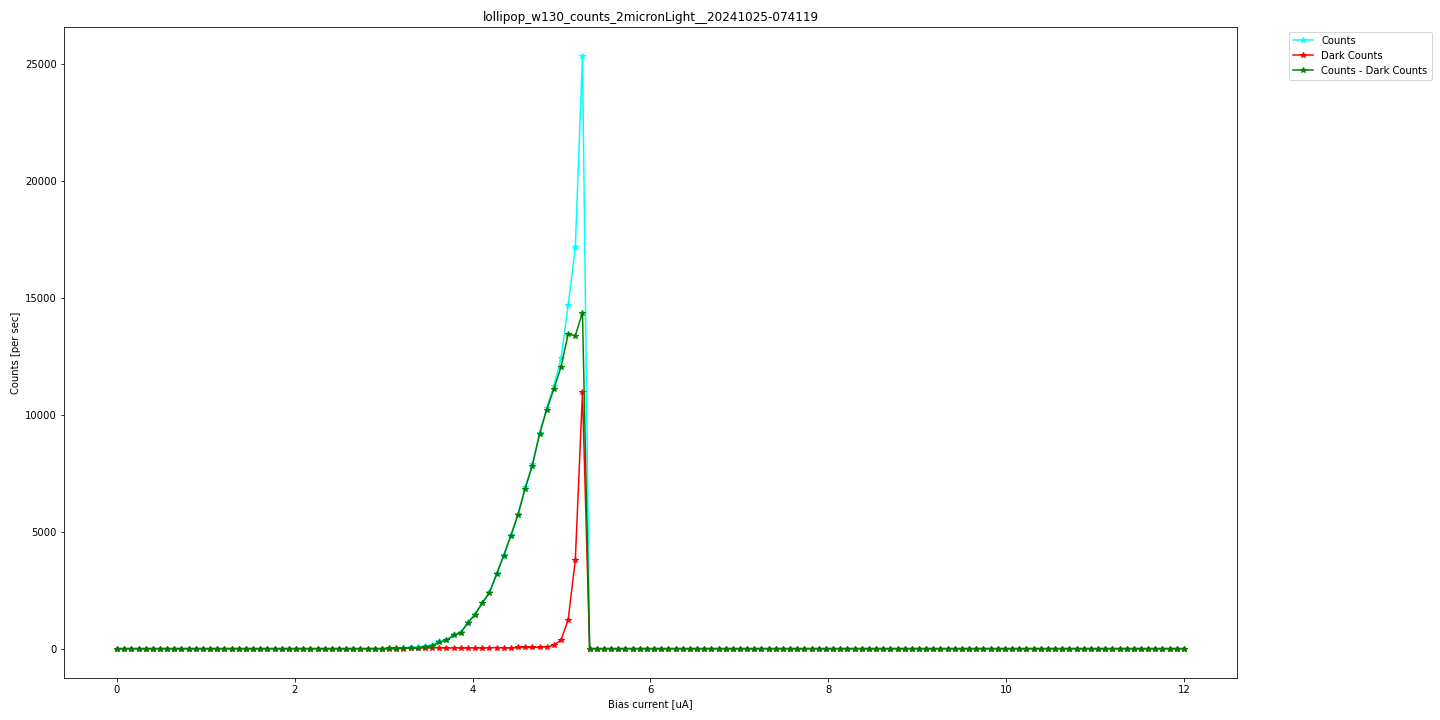 lollipop_w130_counts_2micronLight__20241025-074119
Counts
Dark Counts
Counts - Dark Counts
25000
20000
15000
10000
5000
0
Counts [per sec]
0 2 4 6 8 10 12
Bias current [uA]